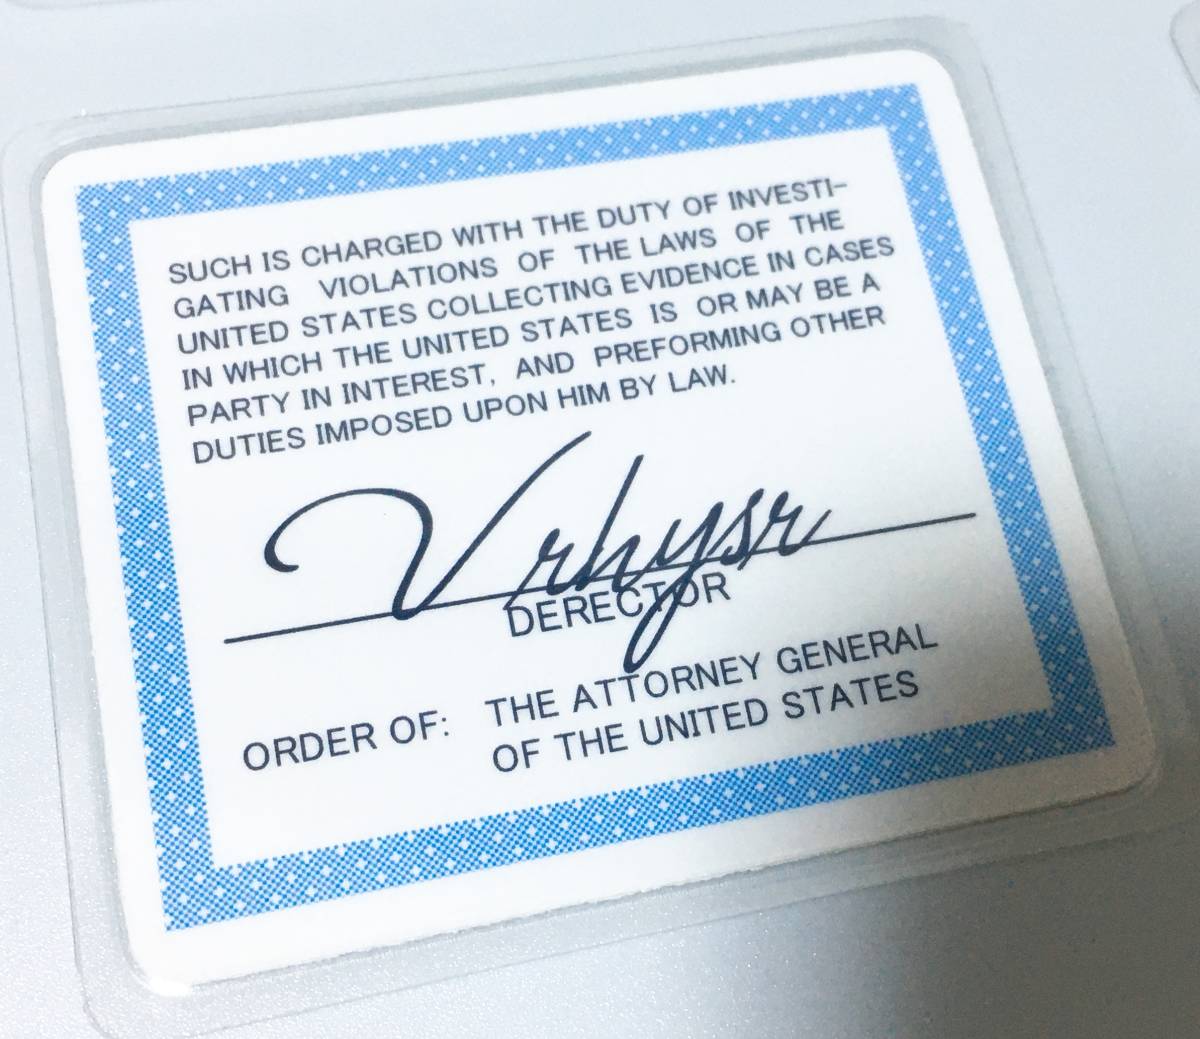 SUCH IS CHARGED WITH THE DUTY OF INVESTI-
GATING VIOLATIONS OF THE LAWS OF THE
UNITED STATES COLLECTING EVIDENCE IN CASES
IN WHICH THE UNITED STATES IS OR MAY BE A
PARTY IN INTEREST, AND PREFORMING OTHER
DUTIES IMPOSED UPON HIM BY LAW.
Vrhysr
DERECTOR
ORDER OF: THE ATTORNEY GENERAL
OF THE UNITED STATES